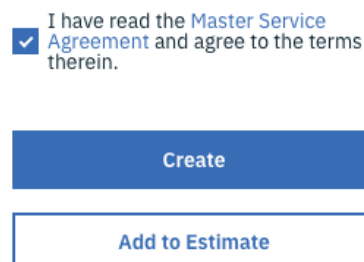 I have read the Master Service
Agreement and agree to the terms
therein.
Create
Add to Estimate